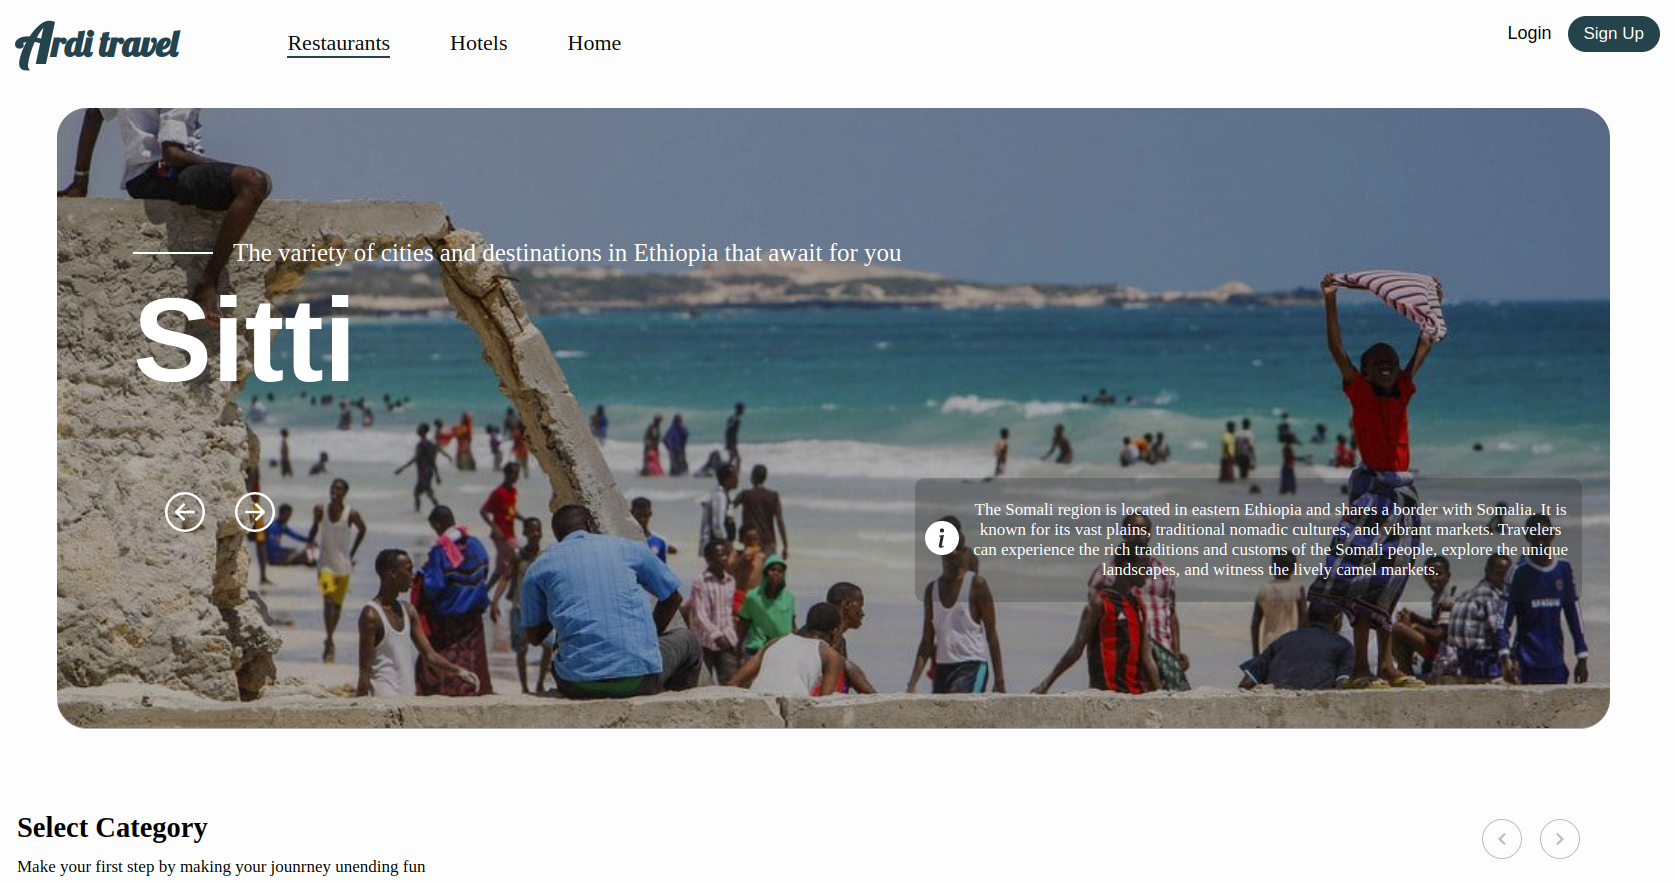 Ardi travel
Restaurants
Hotels
Home
Login
Sign Up
The variety of cities and destinations in Ethiopia that await for you
Sitti
i
The Somali region is located in eastern Ethiopia and shares a border with Somalia. It is
known for its vast plains, traditional nomadic cultures, and vibrant markets. Travelers
can experience the rich traditions and customs of the Somali people, explore the unique
landscapes, and witness the lively camel markets.
SAMSUNG
Select Category
Make your first step by making your jounrney unending fun